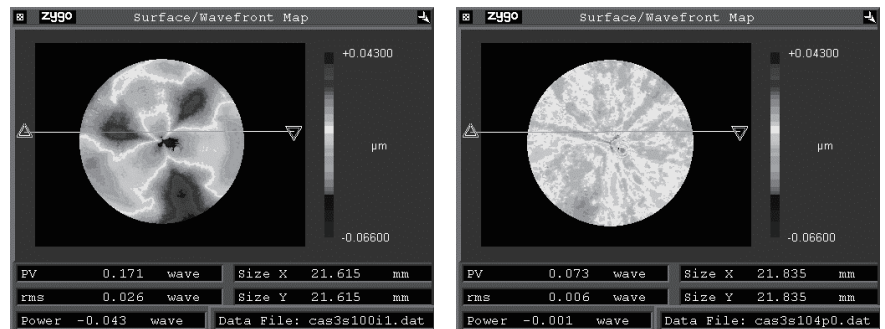 zygo Surface/Wavefront Map
+0.04300
µm
-0.06600
PV 0.171 wave Size X 21.615 mm
rms 0.026 wave Size Y 21.615 mm
Power -0.043 wave Data File: cas3s100i1.dat
zygo Surface/Wavefront Map
+0.04300
µm
-0.06600
PV 0.073 wave Size X 21.835 mm
rms 0.006 wave Size Y 21.835 mm
Power -0.001 wave Data File: cas3s104p0.dat